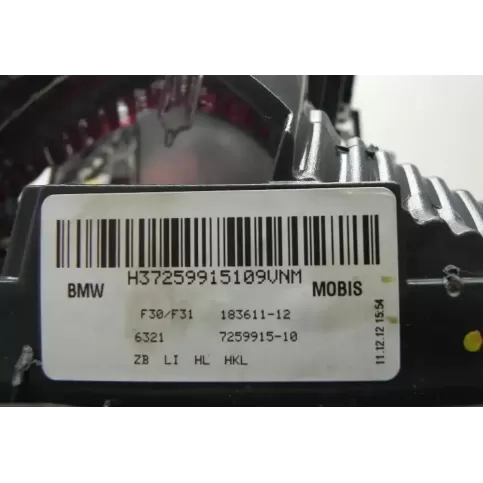 H37259915109VNM
BMW MOBIS
F30/F31 183611-12
6321 7259915-10
ZB LI HL HKL
11.12.12 15:54